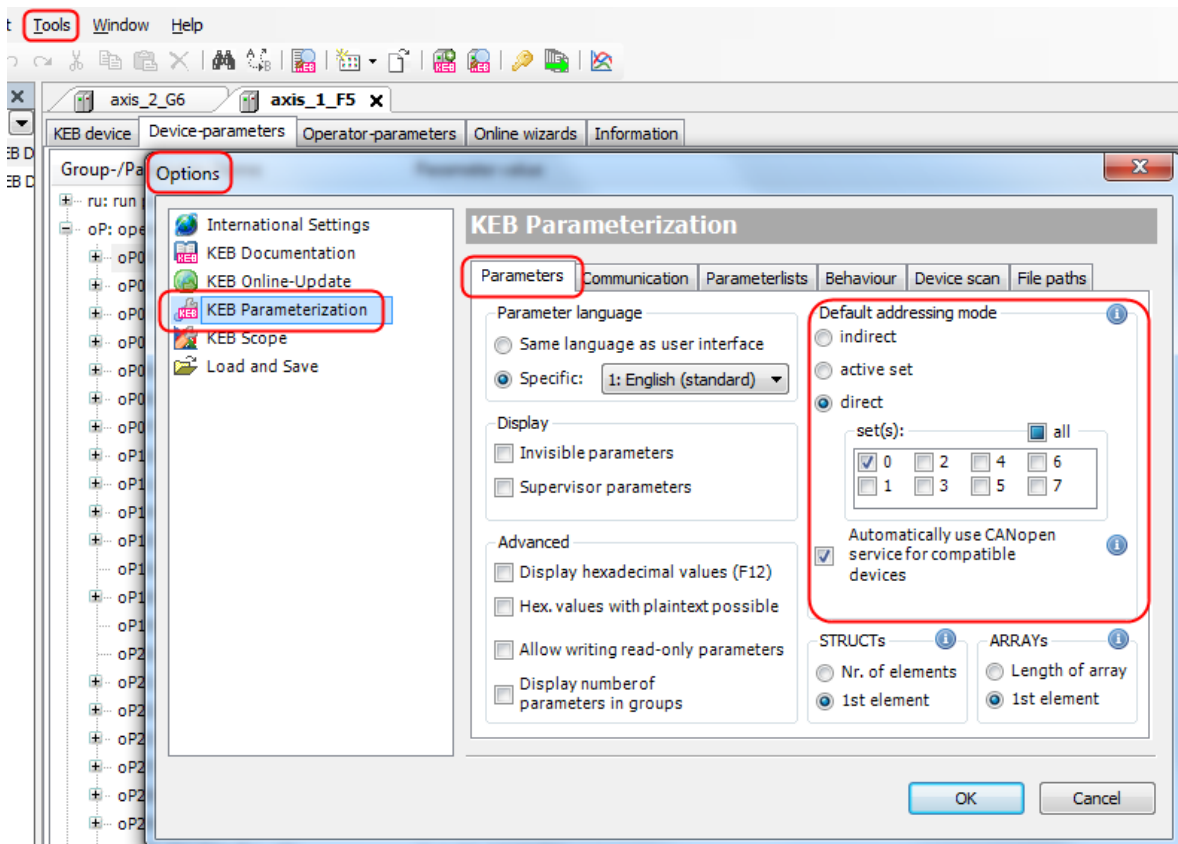 t Tools Window Help
axis_2_G6 axis_1_F5 X
KEB device Device-parameters Operator-parameters Online wizards Information
EB D
EB D
Group-/Pa
ru: run
oP: ope
oP0
oP0
oP0
oP0
oP0
oP0
oP0
oP1
oP1
oP1
oP1
oP1
oP1
oP1
oP2
oP2
oP2
oP2
oP2
oP2
oP2
Options
International Settings
KEB Documentation
KEB Online-Update
KEB Parameterization
KEB Scope
Load and Save
KEB Parameterization
Parameters Communication Parameterlists Behaviour Device scan File paths
Parameter language
Same language as user interface
Specific: 1: English (standard)
Display
Invisible parameters
Supervisor parameters
Advanced
Display hexadecimal values (F12)
Hex. values with plaintext possible
Allow writing read-only parameters
Display number of
parameters in groups
Default addressing mode
indirect
active set
direct
set(s): all
0 2 4 6
1 3 5 7
Automatically use CANopen
service for compatible
devices
STRUCTs
Nr. of elements
1st element
ARRAYs
Length of array
1st element
OK Cancel